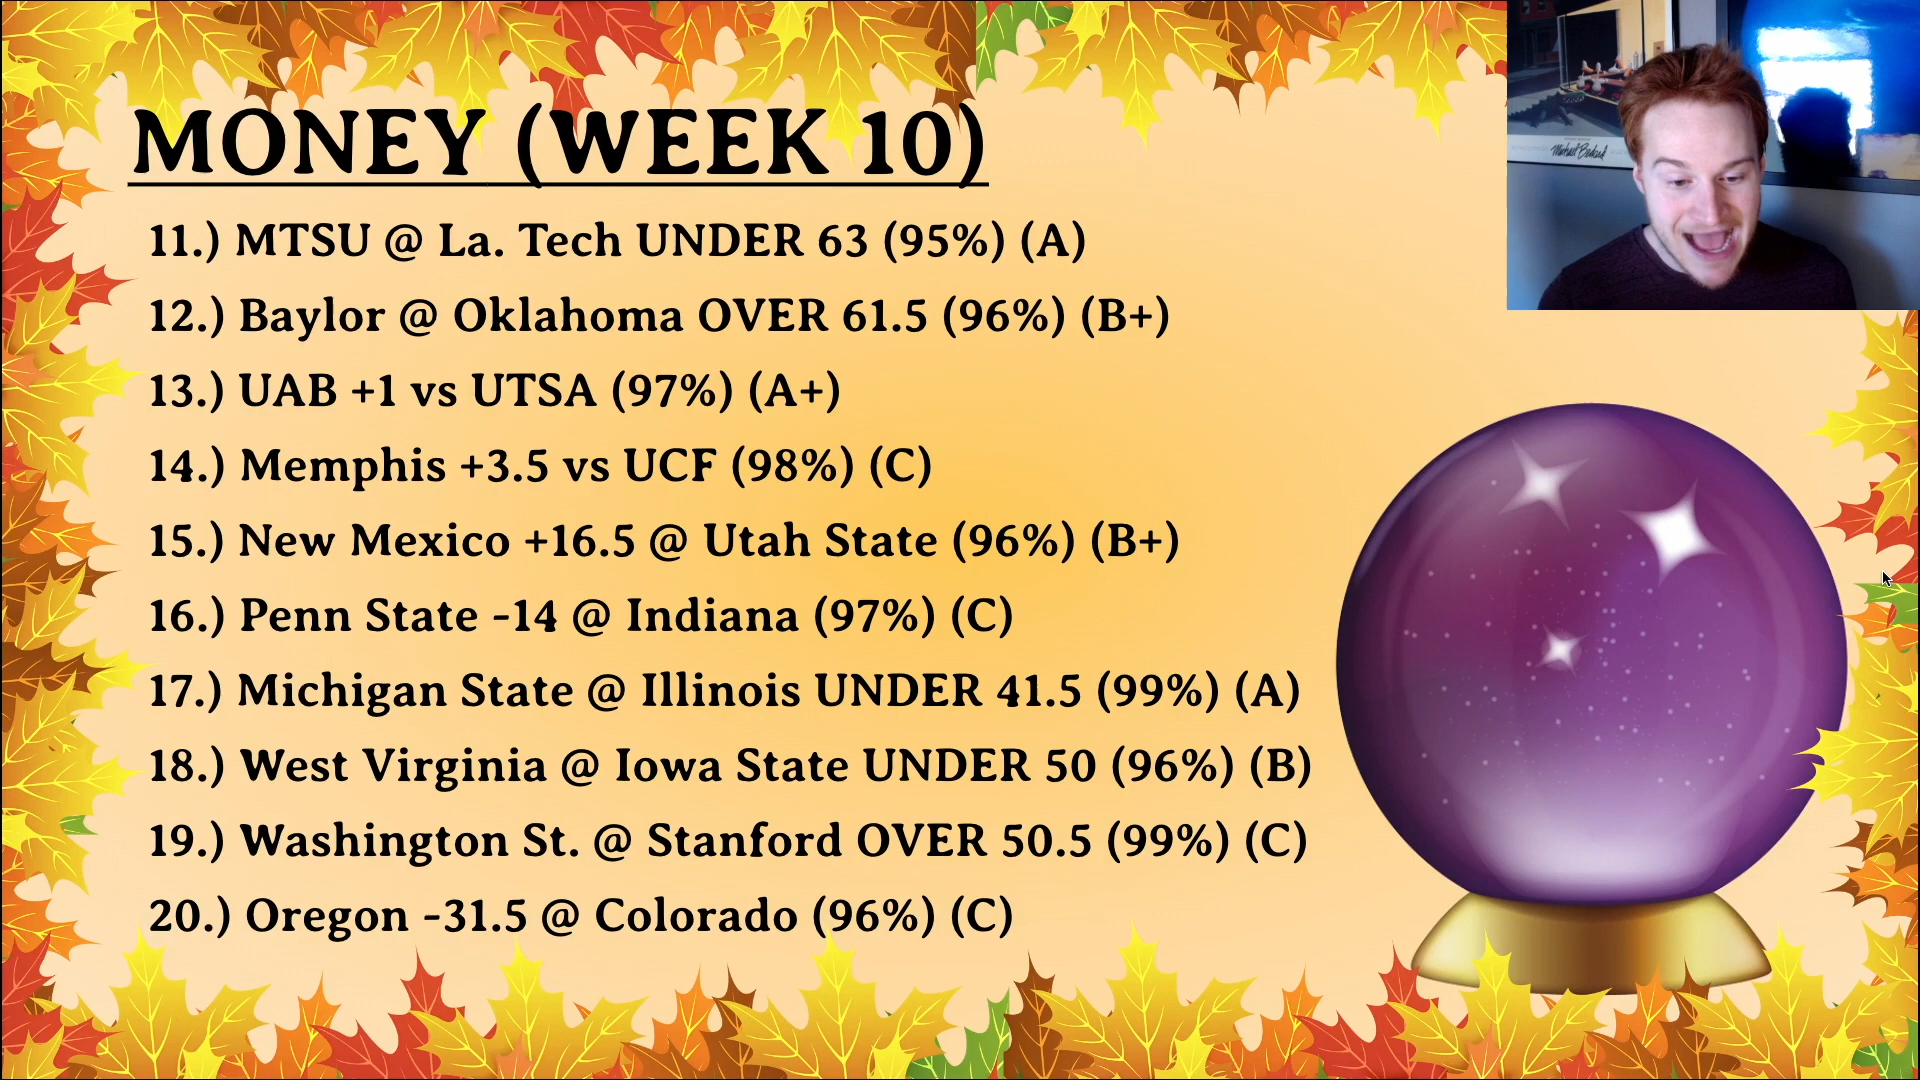 MONEY (WEEK 10)
11.) MTSU @ La. Tech UNDER 63 (95%) (A)
12.) Baylor @ Oklahoma OVER 61.5 (96%) (B+)
13.) UAB +1 vs UTSA (97%) (A+)
14.) Memphis +3.5 vs UCF (98%) (C)
15.) New Mexico +16.5 @ Utah State (96%) (B+)
16.) Penn State -14 @ Indiana (97%) (C)
17.) Michigan State @ Illinois UNDER 41.5 (99%) (A)
18.) West Virginia @ Iowa State UNDER 50 (96%) (B)
19.) Washington St. @ Stanford OVER 50.5 (99%) (C)
20.) Oregon -31.5 @ Colorado (96%) (C)
Michael Bedard